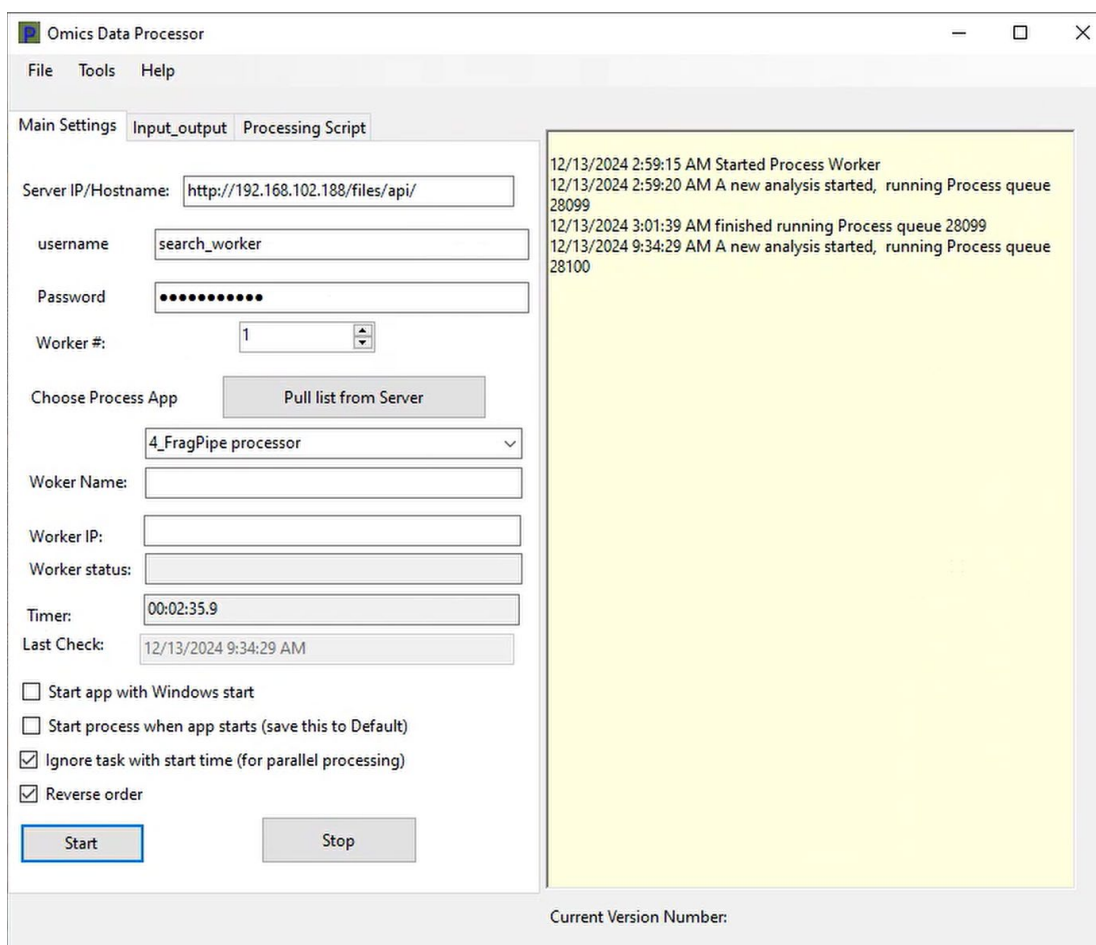 Omics Data Processor
File Tools Help
Main Settings Input_output Processing Script
Server IP/Hostname: http://192.168.102.188/files/api/
username search_worker
Password ●●●●●●●●●●●
Worker #: 1
Choose Process App Pull list from Server
4_FragPipe processor
Woker Name:
Worker IP:
Worker status:
Timer: 00:02:35.9
Last Check: 12/13/2024 9:34:29 AM
Start app with Windows start
Start process when app starts (save this to Default)
Ignore task with start time (for parallel processing)
Reverse order
Start Stop
12/13/2024 2:59:15 AM Started Process Worker
12/13/2024 2:59:20 AM A new analysis started,  running Process queue
28099
12/13/2024 3:01:39 AM finished running Process queue 28099
12/13/2024 9:34:29 AM A new analysis started,  running Process queue
28100
Current Version Number: